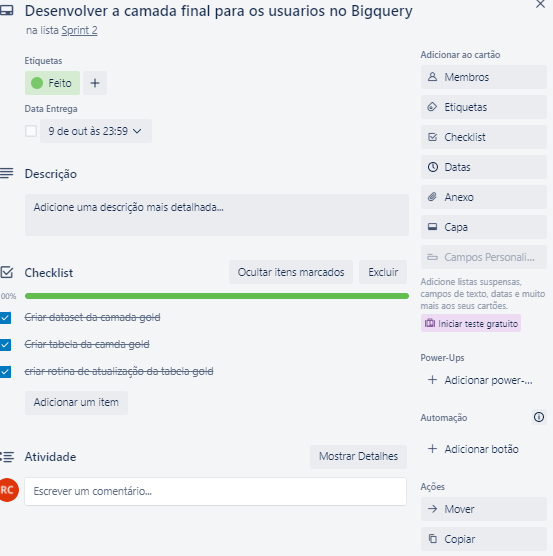 Desenvolver a camada final para os usuarios no Bigquery
na lista Sprint 2
Etiquetas
Feito
Data Entrega
9 de out às 23:59
Descrição
Adicione uma descrição mais detalhada...
Checklist
Ocultar itens marcados
Excluir
00%
Criar dataset da camada gold
Criar tabela da camda gold
criar rotina de atualização da tabela gold
Adicionar um item
Atividade
Mostrar Detalhes
RC
Escrever um comentário...
Adicionar ao cartão
Membros
Etiquetas
Checklist
Datas
Anexo
Capa
Campos Personali...
Adicione listas suspensas,
campos de texto, datas e muito
mais aos seus cartões.
Iniciar teste gratuito
Power-Ups
+ Adicionar power-...
Automação
+ Adicionar botão
Ações
Mover
Copiar